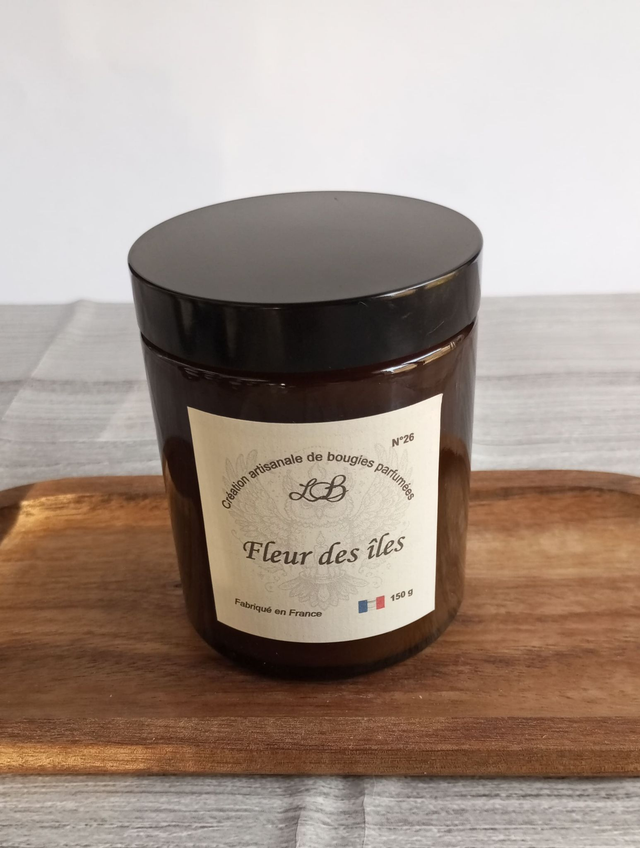 N°26
Création artisanale de bougies parfumées
LB
Fleur des îles
Fabriqué en France
150 g